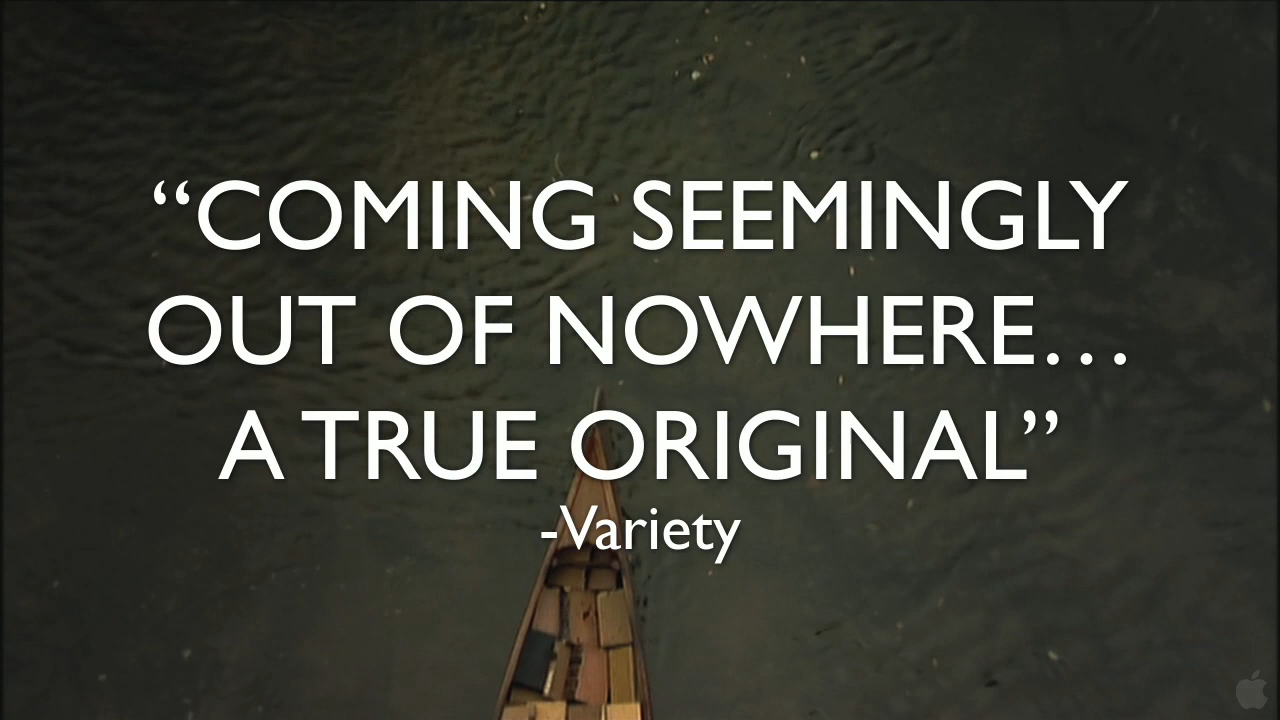 “COMING SEEMINGLY
OUT OF NOWHERE…
A TRUE ORIGINAL”
-Variety